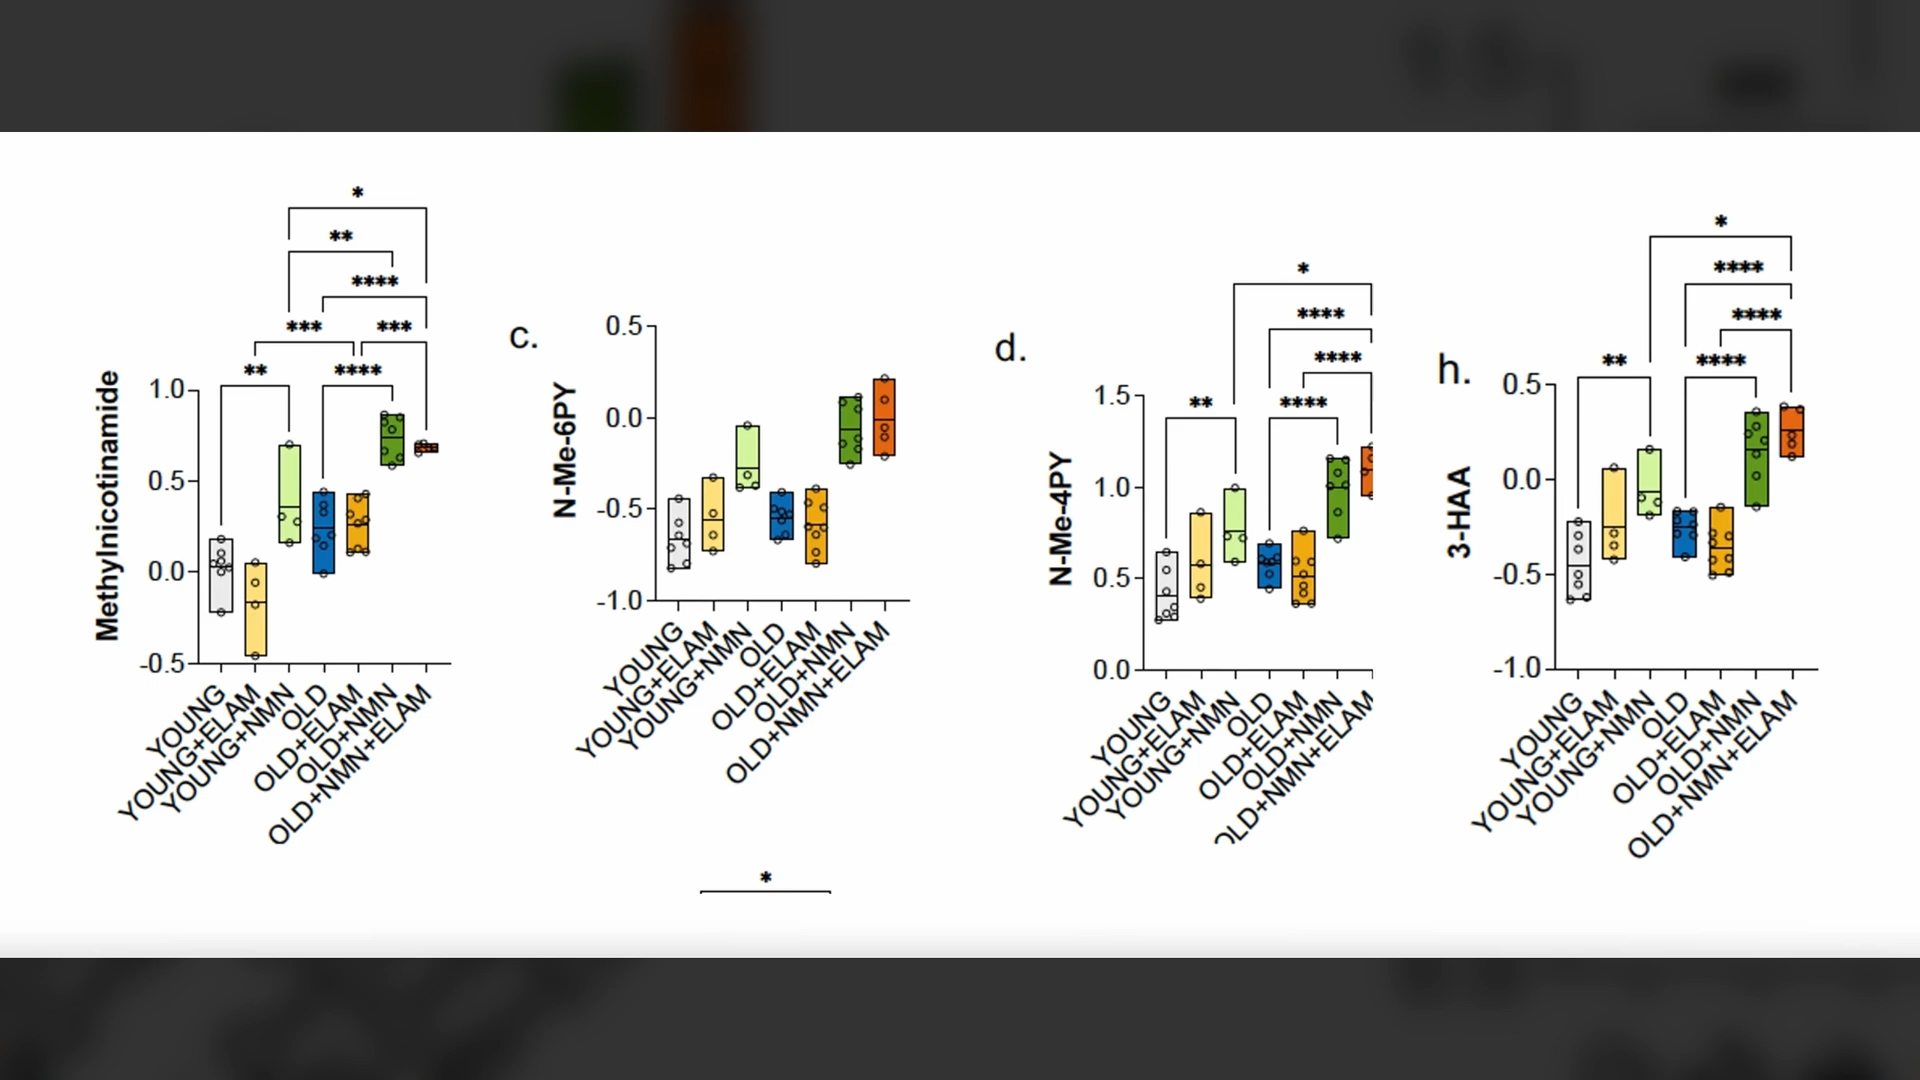 *
**
****
*** ***
** ****
Methylnicotinamide
1.0
0.5
0.0
-0.5
YOUNG
YOUNG+ELAM
YOUNG+NMN
OLD
OLD+ELAM
OLD+NMN
OLD+NMN+ELAM
c.
N-Me-6PY
0.5
0.0
-0.5
-1.0
YOUNG
YOUNG+ELAM
YOUNG+NMN
OLD
OLD+ELAM
OLD+NMN
OLD+NMN+ELAM
*
d.
*
****
****
** ****
N-Me-4PY
1.5
1.0
0.5
0.0
YOUNG
YOUNG+ELAM
YOUNG+NMN
OLD
OLD+ELAM
OLD+NMN
OLD+NMN+ELAM
h.
*
****
****
** ****
3-HAA
0.5
0.0
-0.5
-1.0
YOUNG
YOUNG+ELAM
YOUNG+NMN
OLD
OLD+ELAM
OLD+NMN
OLD+NMN+ELAM